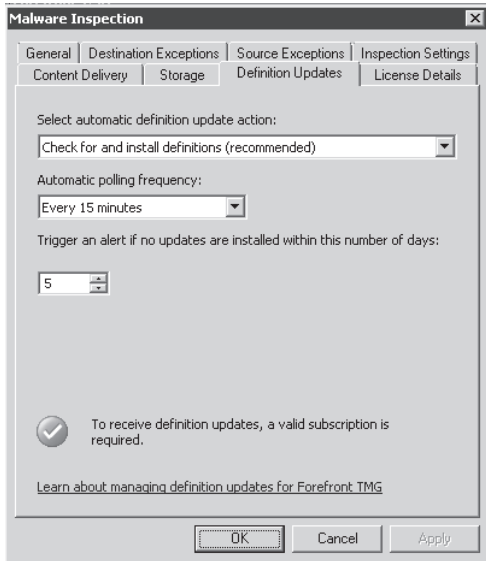 Malware Inspection
General Destination Exceptions Source Exceptions Inspection Settings
Content Delivery Storage Definition Updates License Details
Select automatic definition update action:
Check for and install definitions (recommended)
Automatic polling frequency:
Every 15 minutes
Trigger an alert if no updates are installed within this number of days:
5
To receive definition updates, a valid subscription is
required.
Learn about managing definition updates for Forefront TMG
OK Cancel Apply